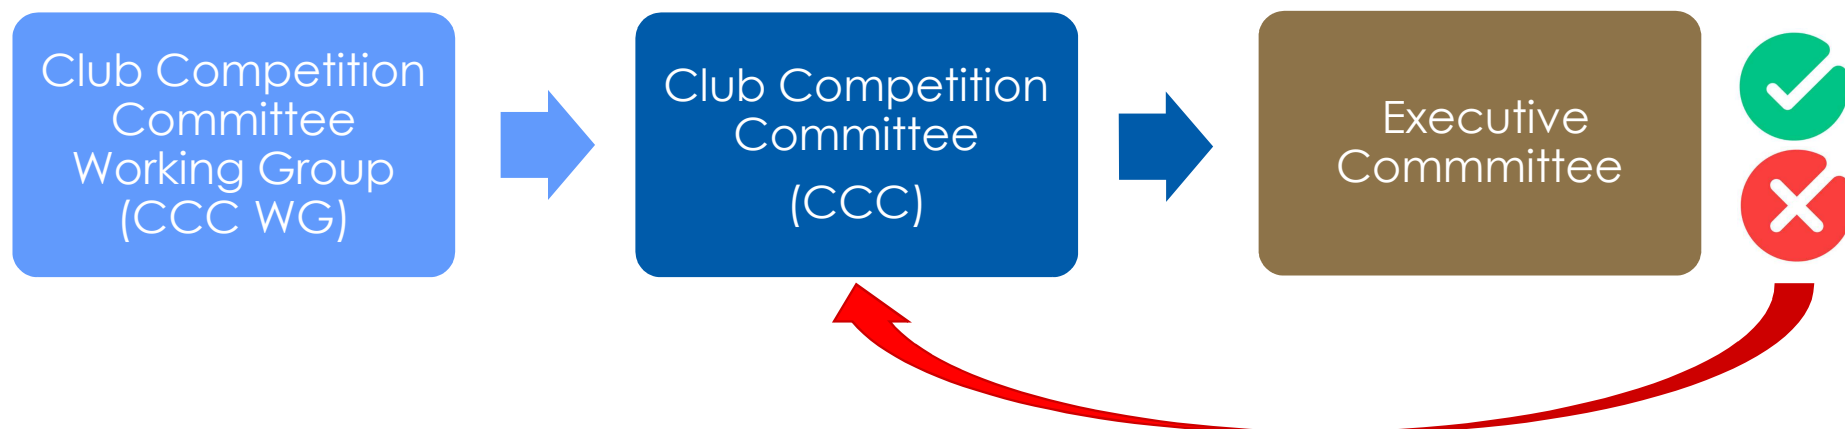 Club Competition
Committee
Working Group
(CCC WG)
Club Competition
Committee
(CCC)
Executive
Commmittee